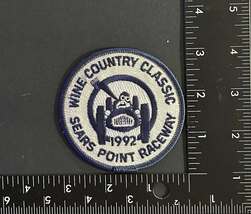 WINE COUNTRY CLASSIC
1992
SEARS POINT RACEWAY